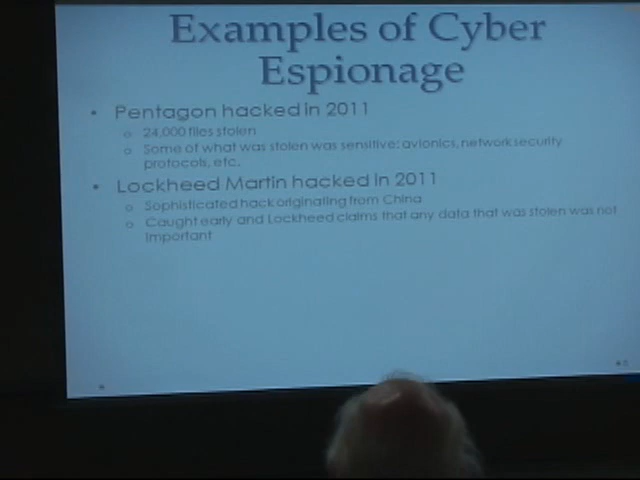 Examples of Cyber
Espionage
• Pentagon hacked in 2011
o 24,000 files stolen
o Some of what was stolen was sensitive: avionics, network security
protocols, etc.
• Lockheed Martin hacked in 2011
o Sophisticated hack originating from China
o Caught early and Lockheed claims that any data that was stolen was not
important